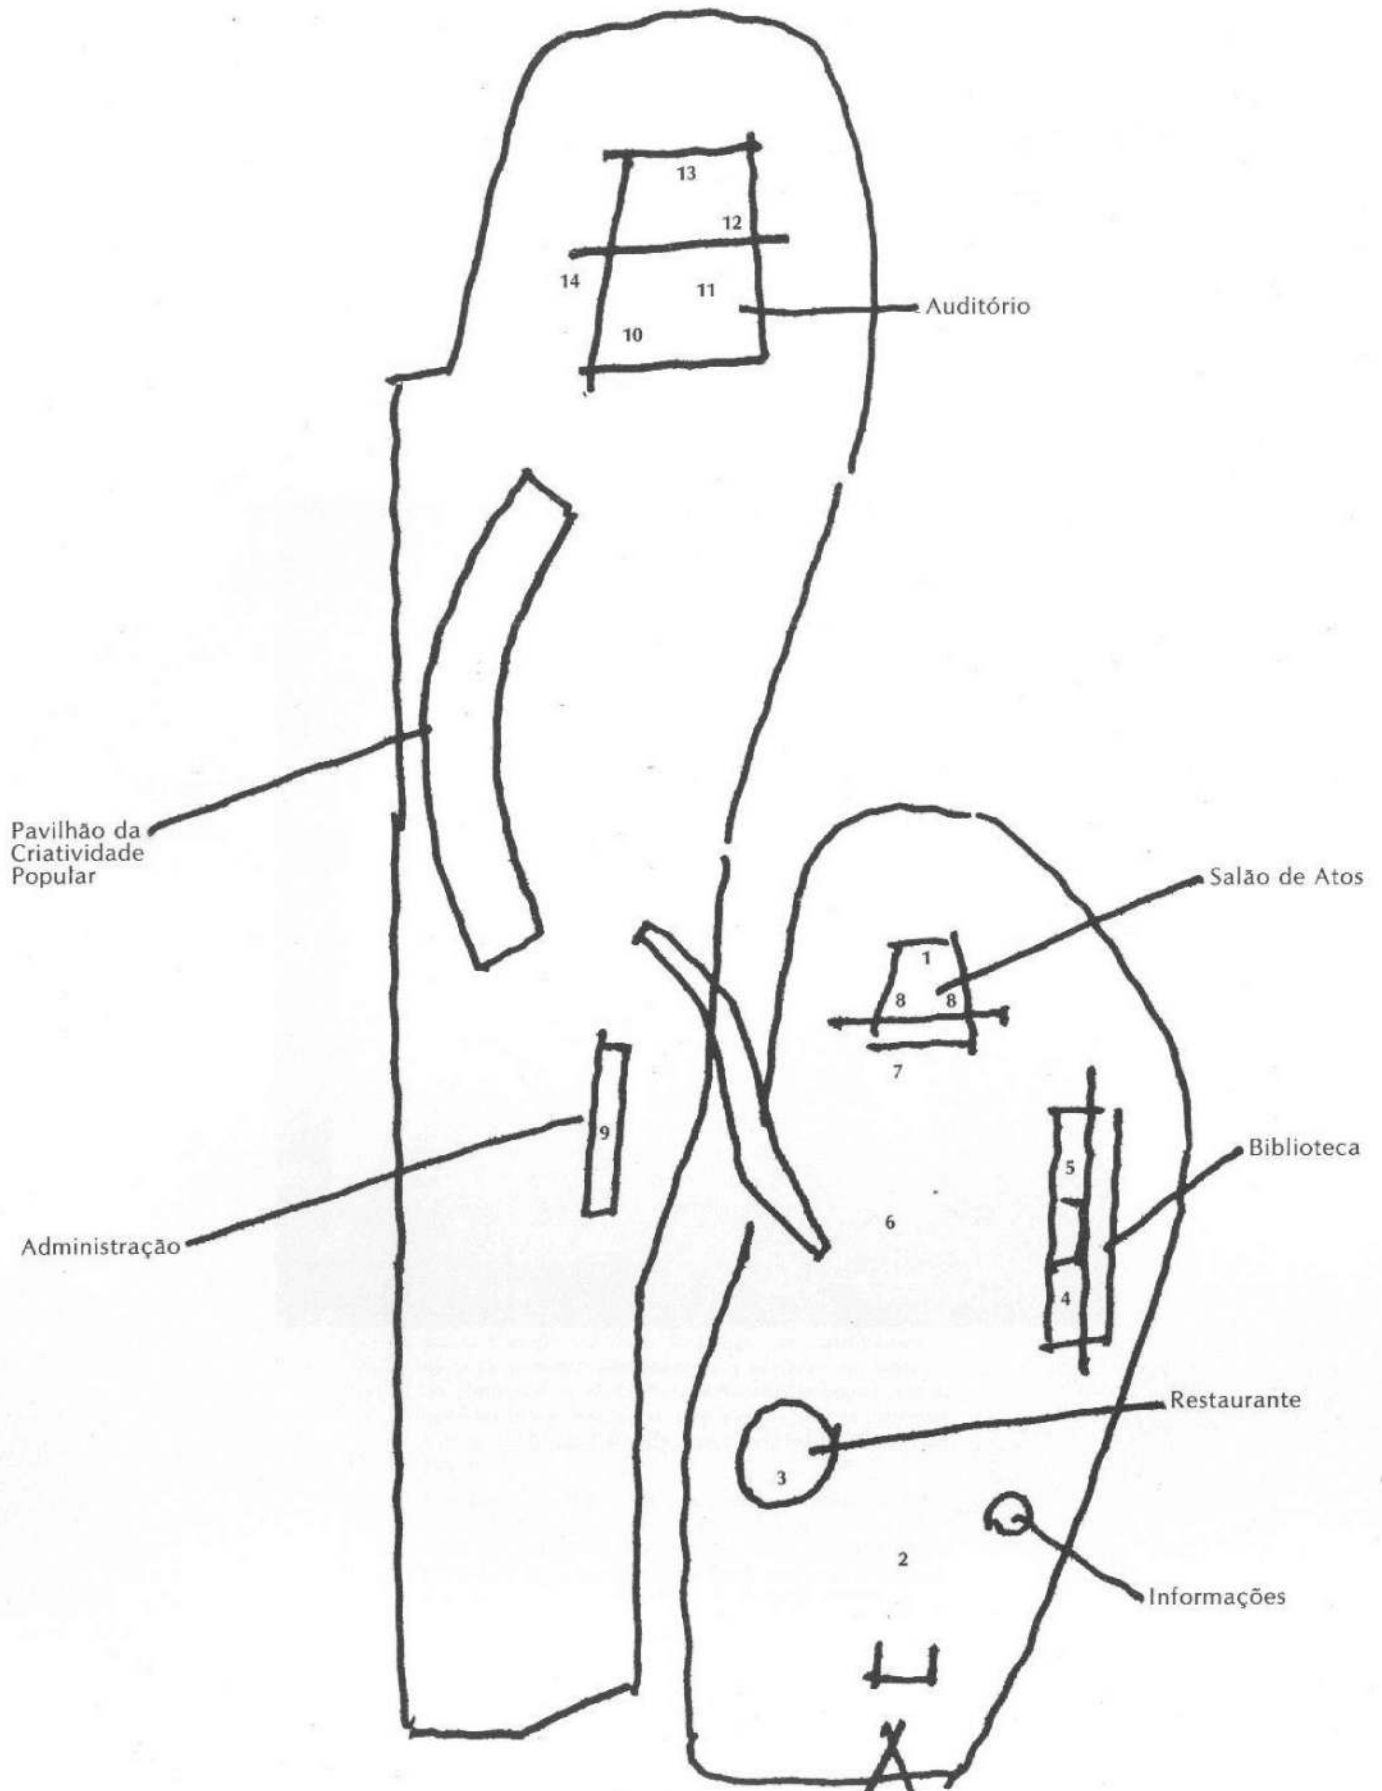 13
12
14
11
Auditório
10
Pavilhão da
Criatividade
Popular
Salão de Atos
1
8
8
7
9
5
Biblioteca
6
Administração
4
Restaurante
3
2
Informações